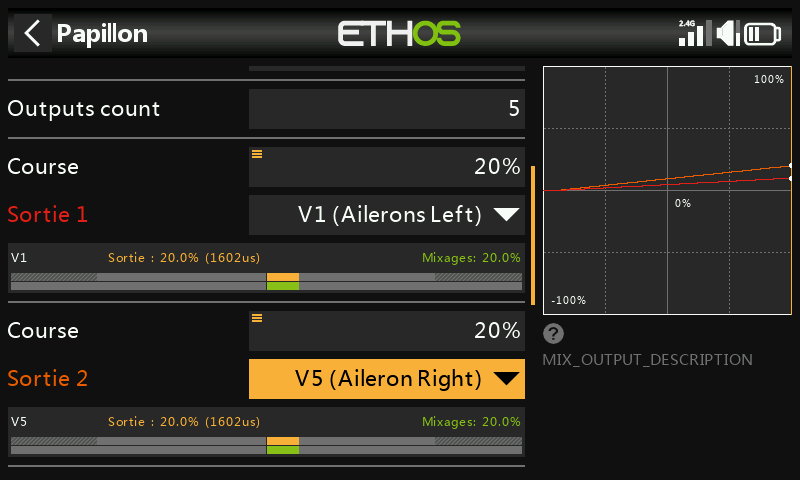 Papillon
ETHOS
2.4G
Outputs count
5
Course
20%
Sortie 1
V1 (Ailerons Left)
V1
Sortie : 20.0% (1602us)
Mixages: 20.0%
Course
20%
Sortie 2
V5 (Aileron Right)
V5
Sortie : 20.0% (1602us)
Mixages: 20.0%
100%
0%
-100%
?
MIX_OUTPUT_DESCRIPTION